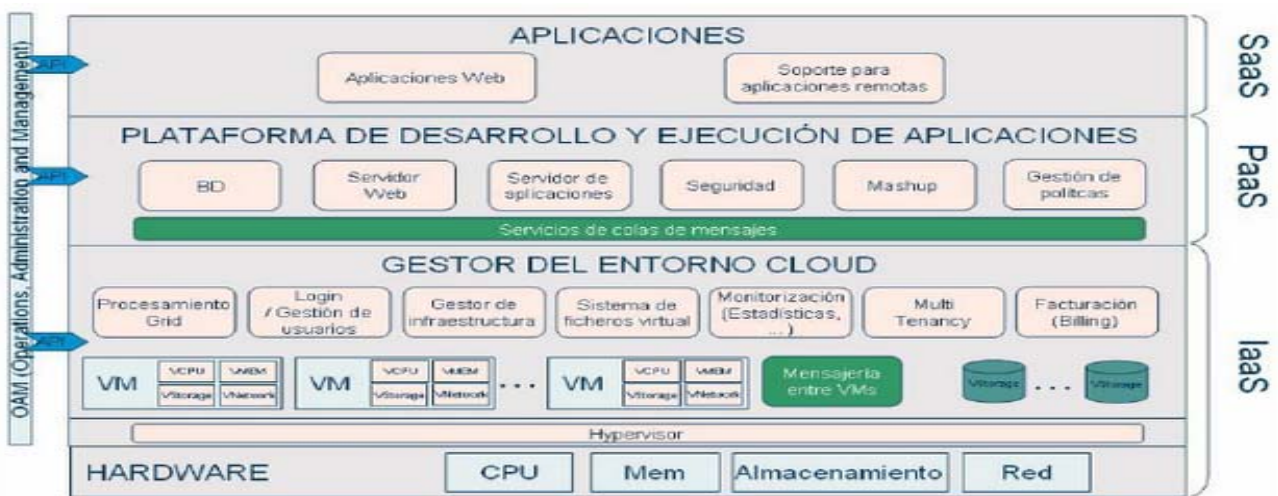 OAM (Operations, Administration and Management)
APLICACIONES
API
Aplicaciones Web
Soporte para
aplicaciones remotas
SaaS
PLATAFORMA DE DESARROLLO Y EJECUCIÓN DE APLICACIONES
API
BD
Servidor
Web
Servidor de
aplicaciones
Seguridad
Mashup
Gestión de
polítcas
Servicios de colas de mensajes
PaaS
GESTOR DEL ENTORNO CLOUD
Procesamiento
Grid
Login
/ Gestión de
usuarios
Gestor de
infraestructura
Sistema de
ficheros virtual
Monitorización
(Estadísticas,
...)
Multi
Tenancy
Facturación
(Billing)
API
VM
VCPU
VMEM
VStorage
VNetwork
VM
VCPU
VMEM
VStorage
VNetwork
...
VM
VCPU
VMEM
VStorage
VNetwork
Mensajería
entre VMs
VStorage
...
VStorage
IaaS
Hypervisor
HARDWARE
CPU
Mem
Almacenamiento
Red